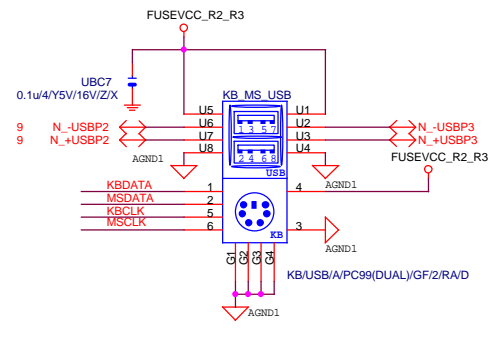 FUSEVCC_R2_R3
UBC7
0.1u/4/Y5V/16V/Z/X
KB_MS_USB
U5 U1
9 N_-USBP2 U6 1 3 5 7 U2 N_-USBP3
9 N_+USBP2 U7 U3 N_+USBP3
AGND1 U8 2 4 6 8 U4 FUSEVCC_R2_R3
USB
AGND1
KBDATA 1 4
MSDATA 2
KBCLK 5
MSCLK 6 KB 3
AGND1
G1 G2 G3 G4
KB/USB/A/PC99(DUAL)/GF/2/RA/D
AGND1